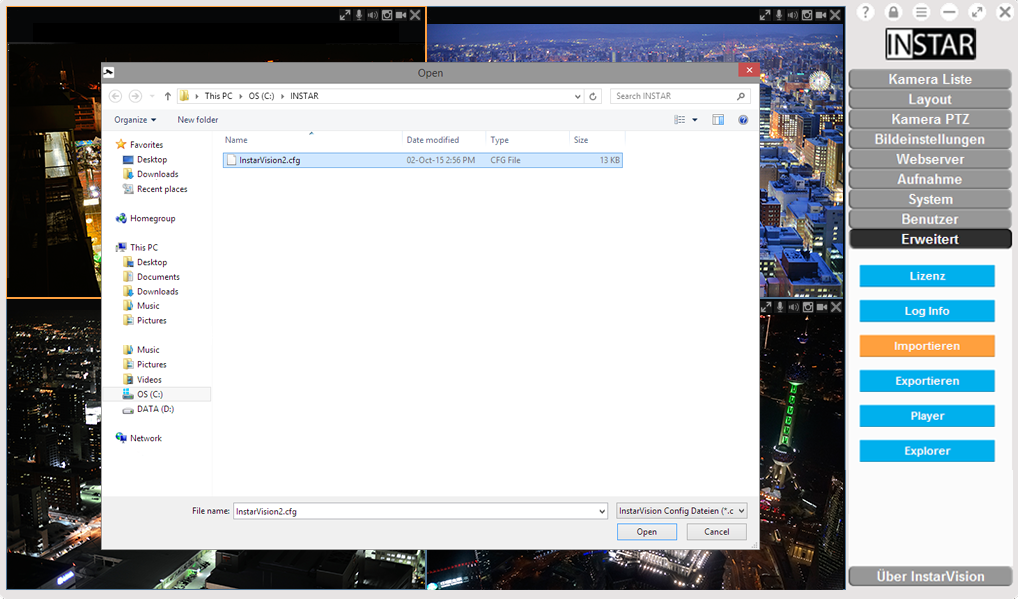 Open
This PC
OS (C:)
INSTAR
Search INSTAR
Organize
New folder
Name
Date modified
Type
Size
InstarVision2.cfg
02-Oct-15 2:56 PM
CFG File
13 KB
Favorites
Desktop
Downloads
Recent places
Homegroup
This PC
Desktop
Documents
Downloads
Music
Pictures
Music
Pictures
Videos
OS (C:)
DATA (D:)
Network
File name:
InstarVision2.cfg
InstarVision Config Dateien (*.c
Open
Cancel
INSTAR
Kamera Liste
Layout
Kamera PTZ
Bildeinstellungen
Webserver
Aufnahme
System
Benutzer
Erweitert
Lizenz
Log Info
Importieren
Exportieren
Player
Explorer
Über InstarVision